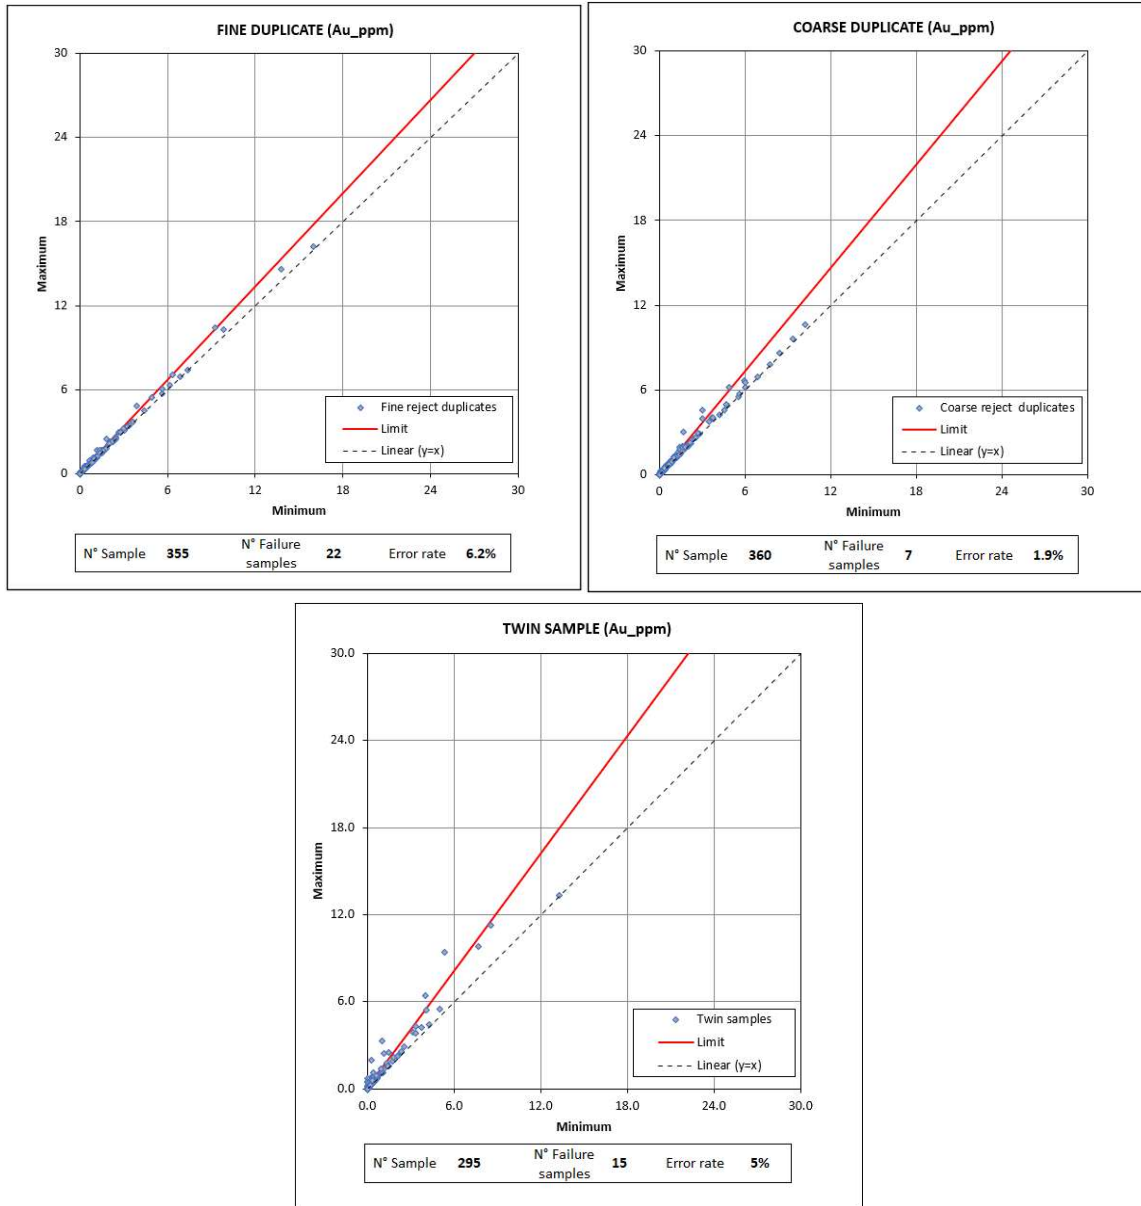 FINE DUPLICATE (Au_ppm)
30
24
18
12
6
0
Maximum
0 6 12 18 24 30
Minimum
Fine reject duplicates
Limit
Linear (y=x)
N° Sample 355 N° Failure samples 22 Error rate 6.2%
COARSE DUPLICATE (Au_ppm)
30
24
18
12
6
0
Maximum
0 6 12 18 24 30
Minimum
Coarse reject duplicates
Limit
Linear (y=x)
N° Sample 360 N° Failure samples 7 Error rate 1.9%
TWIN SAMPLE (Au_ppm)
30.0
24.0
18.0
12.0
6.0
0.0
Maximum
0.0 6.0 12.0 18.0 24.0 30.0
Minimum
Twin samples
Limit
Linear (y=x)
N° Sample 295 N° Failure samples 15 Error rate 5%